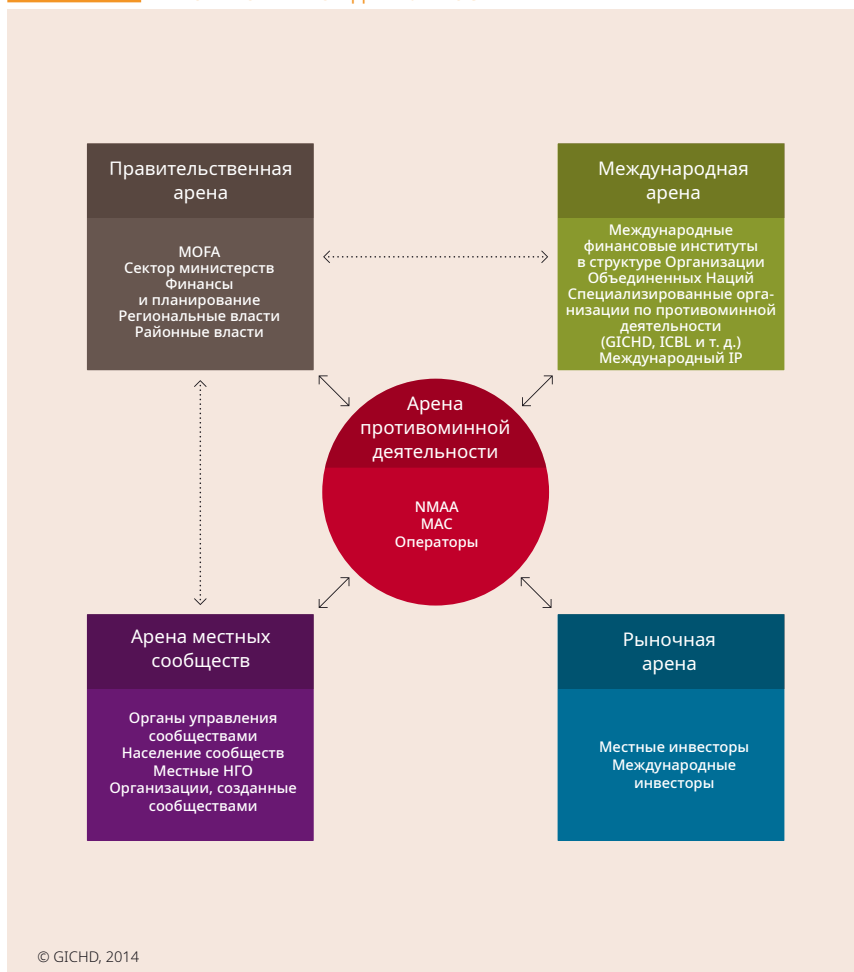 Правительственная
арена
MOFA
Сектор министерств
Финансы
и планирование
Региональные власти
Районные власти
Международная
арена
Международные
финансовые институты
в структуре Организации
Объединенных Наций
Специализированные орга-
низации по противоминной
деятельности
(GICHD, ICBL и т. д.)
Международный IP
Арена
противоминной
деятельности
NMAA
MAC
Операторы
Арена местных
сообществ
Органы управления
сообществами
Население сообществ
Местные НГО
Организации, созданные
сообществами
Рыночная
арена
Местные инвесторы
Международные
инвесторы
© GICHD, 2014